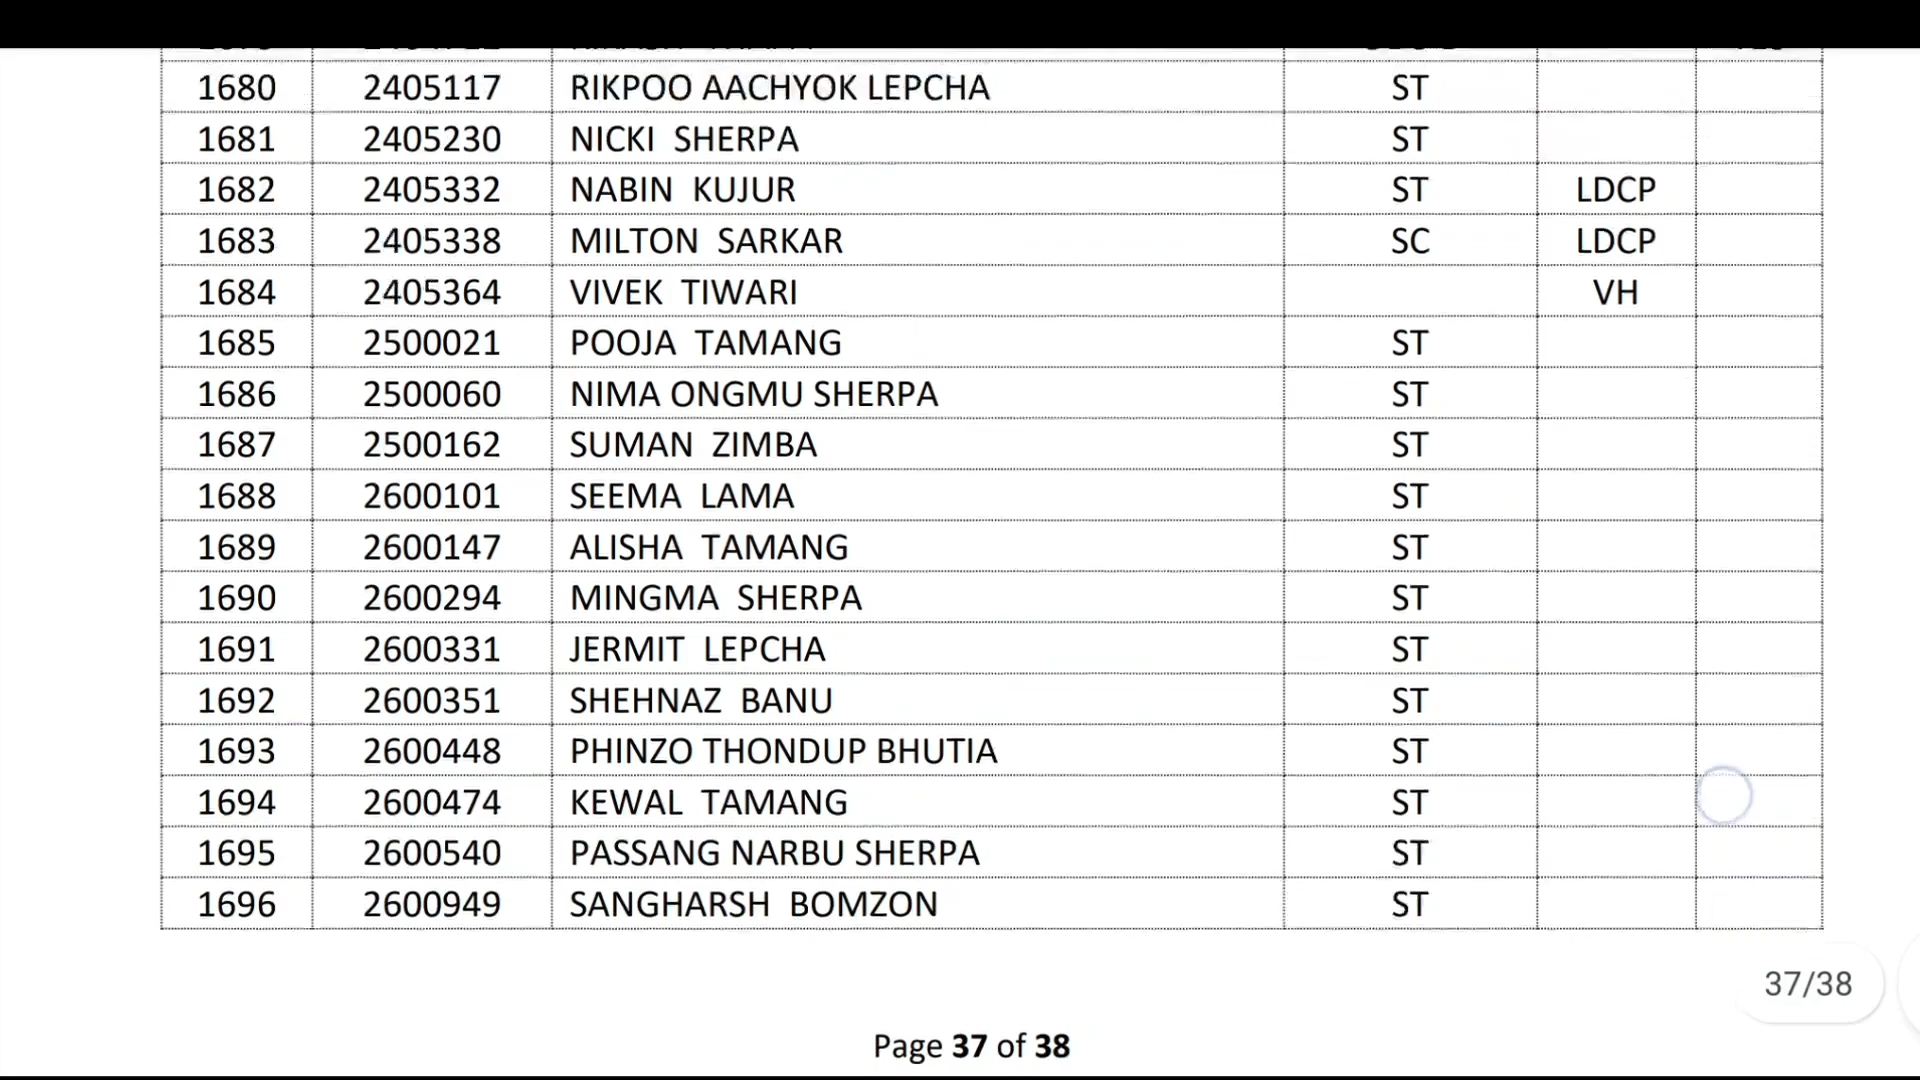 1680 2405117 RIKPOO AACHYOK LEPCHA ST
1681 2405230 NICKI SHERPA ST
1682 2405332 NABIN KUJUR ST LDCP
1683 2405338 MILTON SARKAR SC LDCP
1684 2405364 VIVEK TIWARI VH
1685 2500021 POOJA TAMANG ST
1686 2500060 NIMA ONGMU SHERPA ST
1687 2500162 SUMAN ZIMBA ST
1688 2600101 SEEMA LAMA ST
1689 2600147 ALISHA TAMANG ST
1690 2600294 MINGMA SHERPA ST
1691 2600331 JERMIT LEPCHA ST
1692 2600351 SHEHNAZ BANU ST
1693 2600448 PHINZO THONDUP BHUTIA ST
1694 2600474 KEWAL TAMANG ST
1695 2600540 PASSANG NARBU SHERPA ST
1696 2600949 SANGHARSH BOMZON ST
37/38
Page 37 of 38